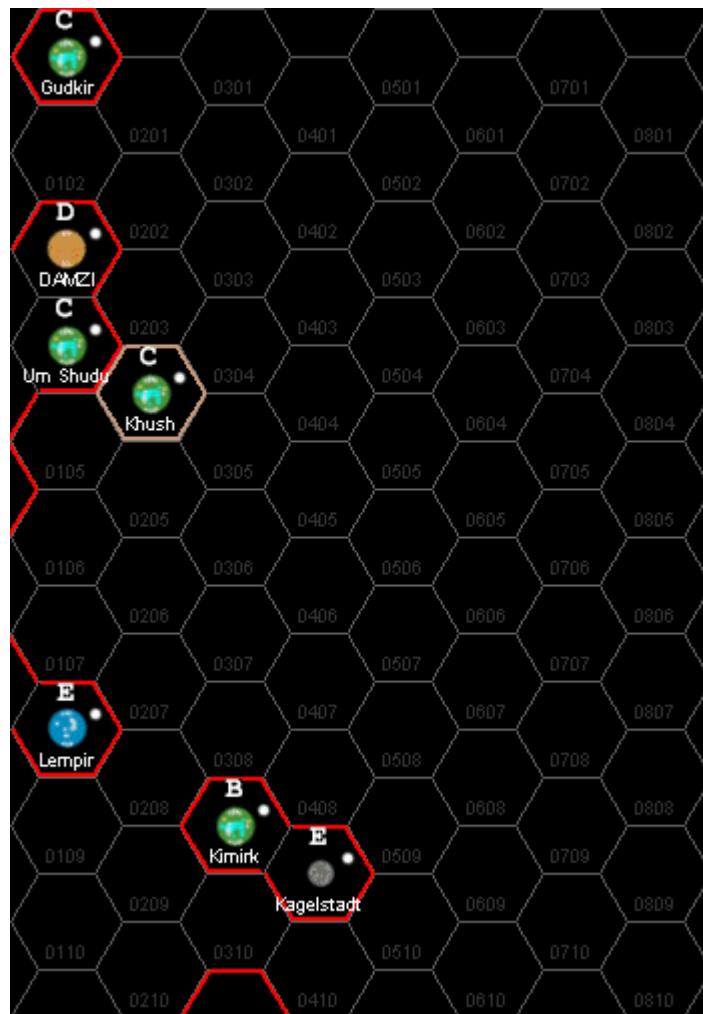 C
Gudkir 0301 0501 0701
0201 0401 0601 0801
0102 0302 0502 0702
D
0202 0402 0602 0802
DAMZI 0303 0503 0703
C
0203 0403 0603 0803
C
Um Shudu 0304 0504 0704
Khush 0404 0604 0804
0105 0305 0505 0705
0205 0405 0605 0805
0106 0306 0506 0706
0206 0406 0606 0806
0107 0307 0507 0707
E
0207 0407 0607 0807
Lempir 0308 0508 0708
B
0208 0408 0608 0808
E
0109 Kimirk 0509 0709
0209 Kagelstadt 0609 0809
0110 0310 0510 0710
0210 0410 0610 0810